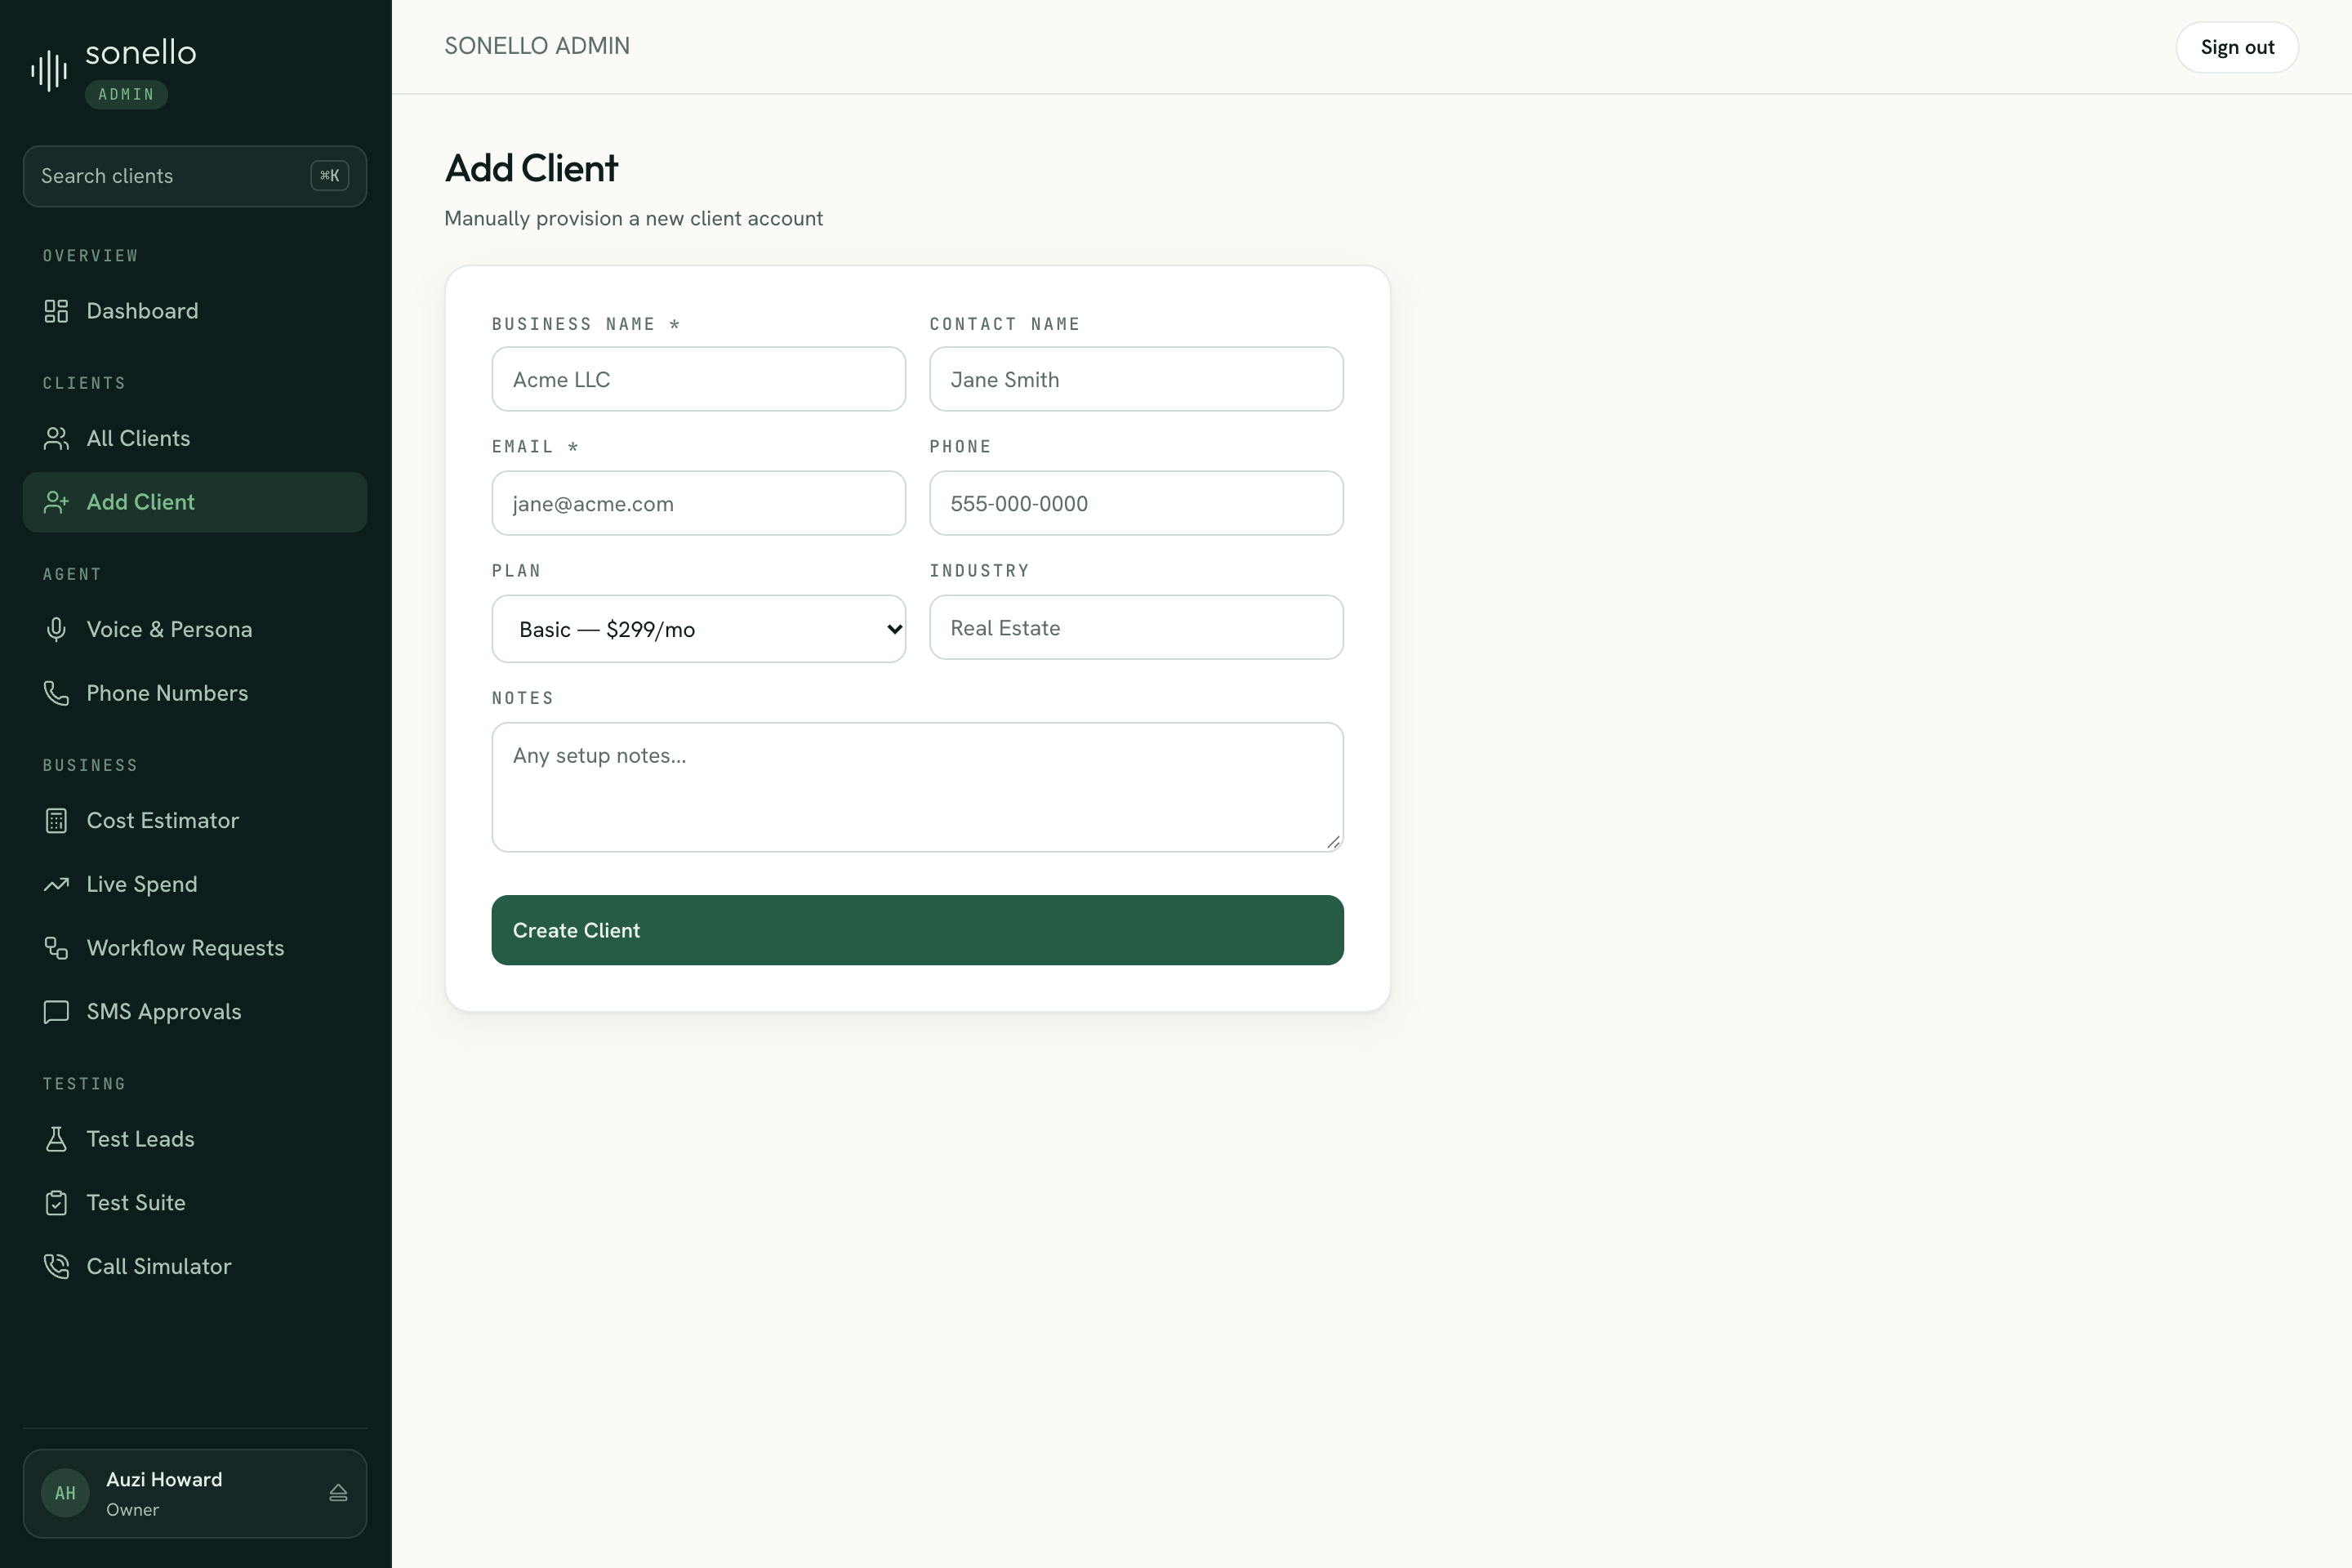 sonello
ADMIN
Search clients ⌘K
OVERVIEW
Dashboard
CLIENTS
All Clients
Add Client
AGENT
Voice & Persona
Phone Numbers
BUSINESS
Cost Estimator
Live Spend
Workflow Requests
SMS Approvals
TESTING
Test Leads
Test Suite
Call Simulator
AH
Auzi Howard
Owner
SONELLO ADMIN
Sign out
Add Client
Manually provision a new client account
BUSINESS NAME *
Acme LLC
CONTACT NAME
Jane Smith
EMAIL *
jane@acme.com
PHONE
555-000-0000
PLAN
Basic — $299/mo
INDUSTRY
Real Estate
NOTES
Any setup notes...
Create Client